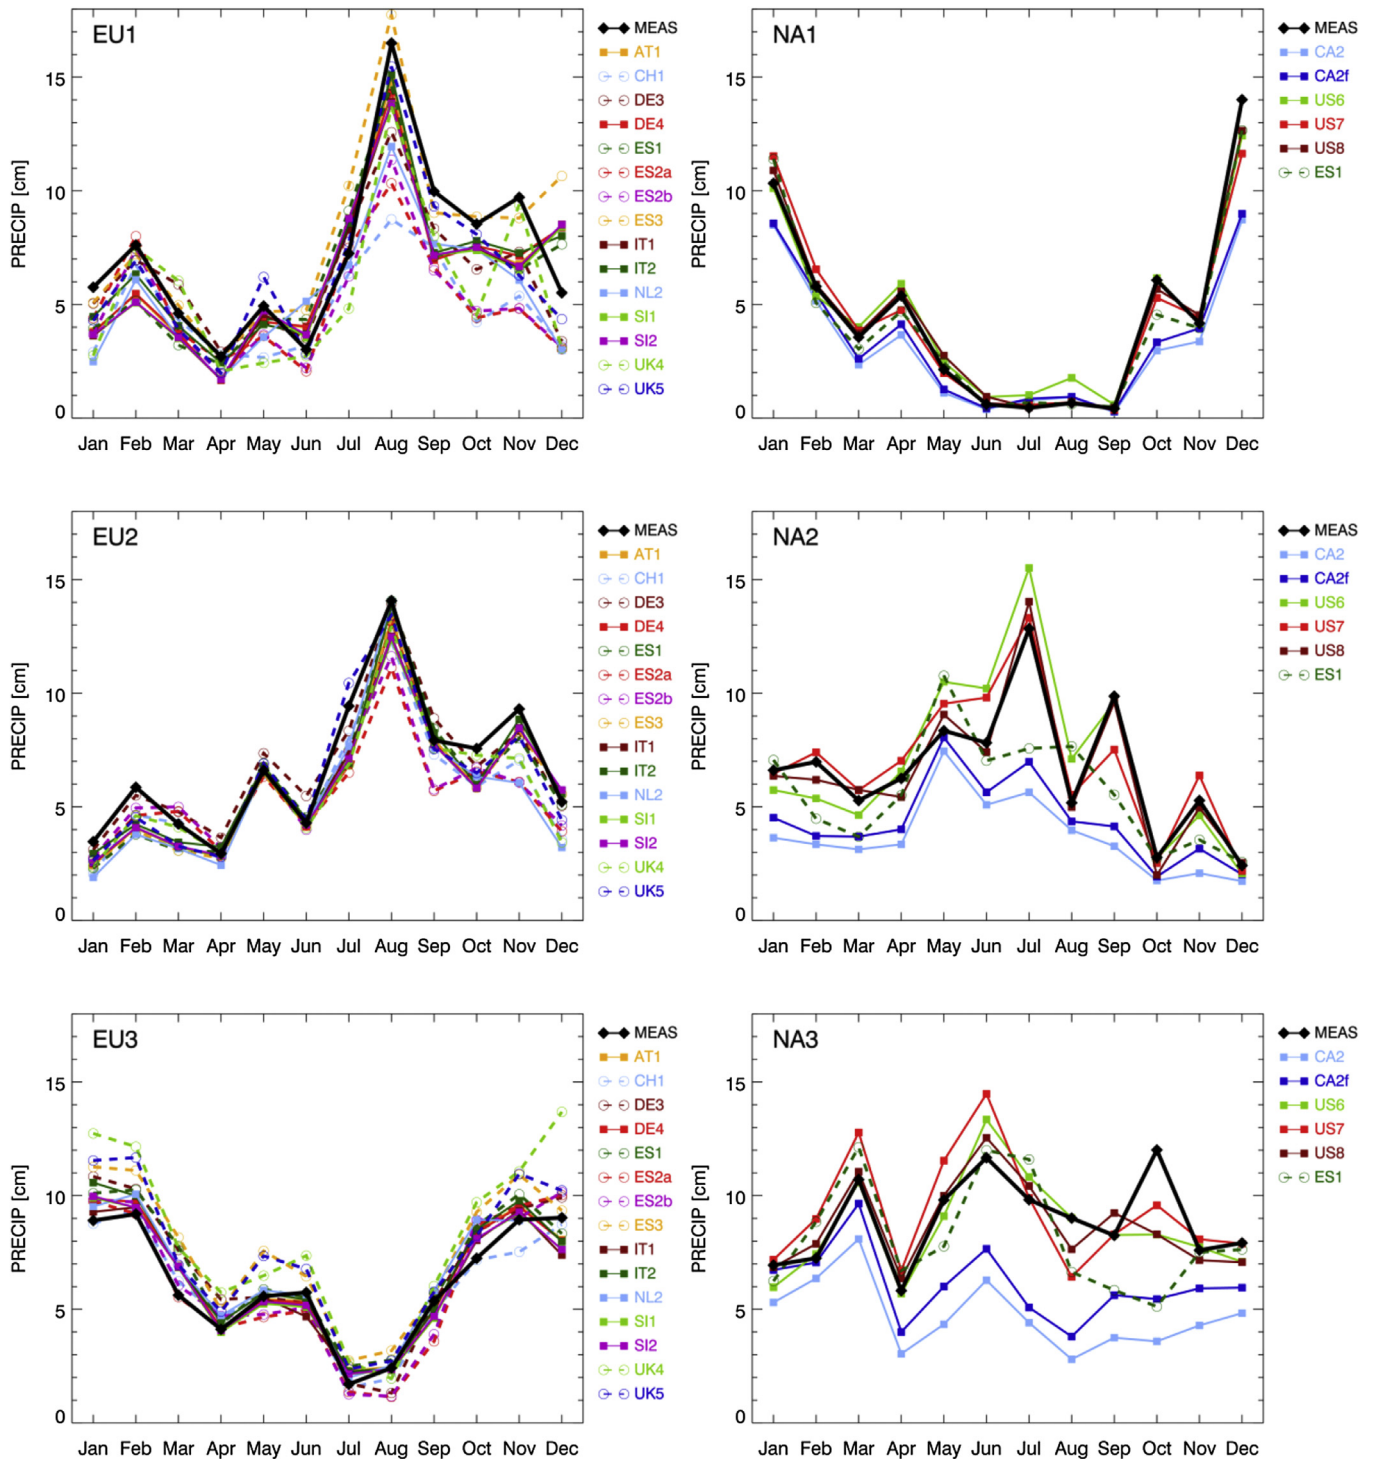 EU1
PRECIP [cm]
15
10
5
0
Jan Feb Mar Apr May Jun Jul Aug Sep Oct Nov Dec
MEAS
AT1
CH1
DE3
DE4
ES1
ES2a
ES2b
ES3
IT1
IT2
NL2
SI1
SI2
UK4
UK5
NA1
PRECIP [cm]
15
10
5
0
Jan Feb Mar Apr May Jun Jul Aug Sep Oct Nov Dec
MEAS
CA2
CA2f
US6
US7
US8
ES1
EU2
PRECIP [cm]
15
10
5
0
Jan Feb Mar Apr May Jun Jul Aug Sep Oct Nov Dec
MEAS
AT1
CH1
DE3
DE4
ES1
ES2a
ES2b
ES3
IT1
IT2
NL2
SI1
SI2
UK4
UK5
NA2
PRECIP [cm]
15
10
5
0
Jan Feb Mar Apr May Jun Jul Aug Sep Oct Nov Dec
MEAS
CA2
CA2f
US6
US7
US8
ES1
EU3
PRECIP [cm]
15
10
5
0
Jan Feb Mar Apr May Jun Jul Aug Sep Oct Nov Dec
MEAS
AT1
CH1
DE3
DE4
ES1
ES2a
ES2b
ES3
IT1
IT2
NL2
SI1
SI2
UK4
UK5
NA3
PRECIP [cm]
15
10
5
0
Jan Feb Mar Apr May Jun Jul Aug Sep Oct Nov Dec
MEAS
CA2
CA2f
US6
US7
US8
ES1